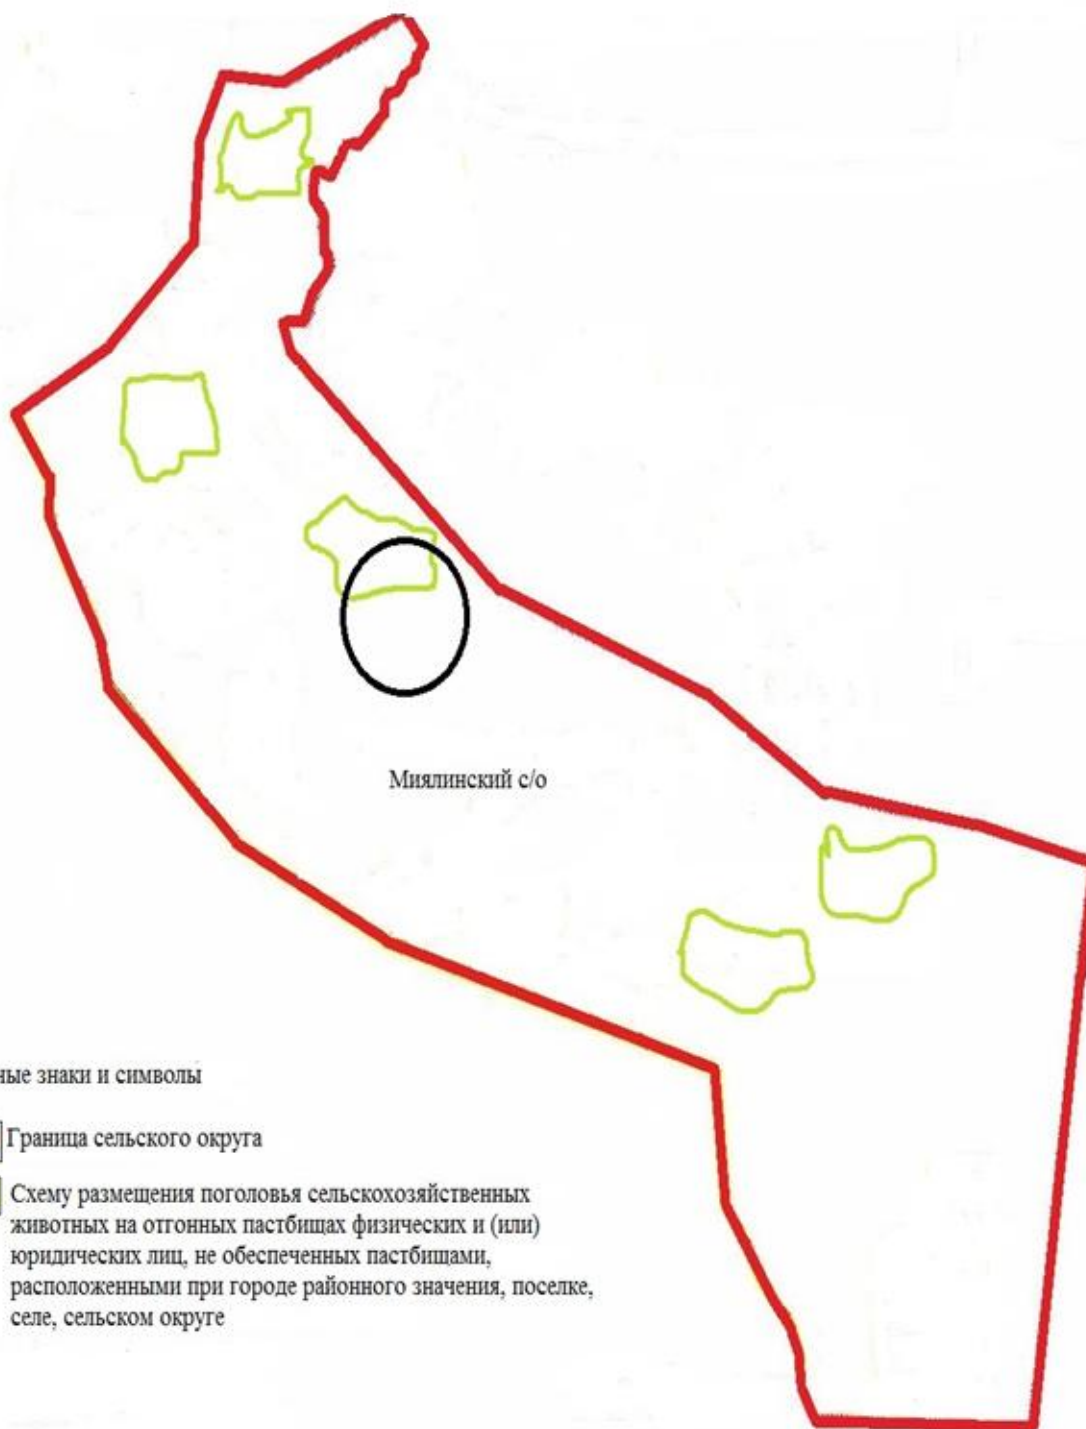 Миялинский с/о
ные знаки и символы
Граница сельского округа
Схему размещения поголовья сельскохозяйственных
животных на отгонных пастбищах физических и (или)
юридических лиц, не обеспеченных пастбищами,
расположенными при городе районного значения, поселке,
селе, сельском округе